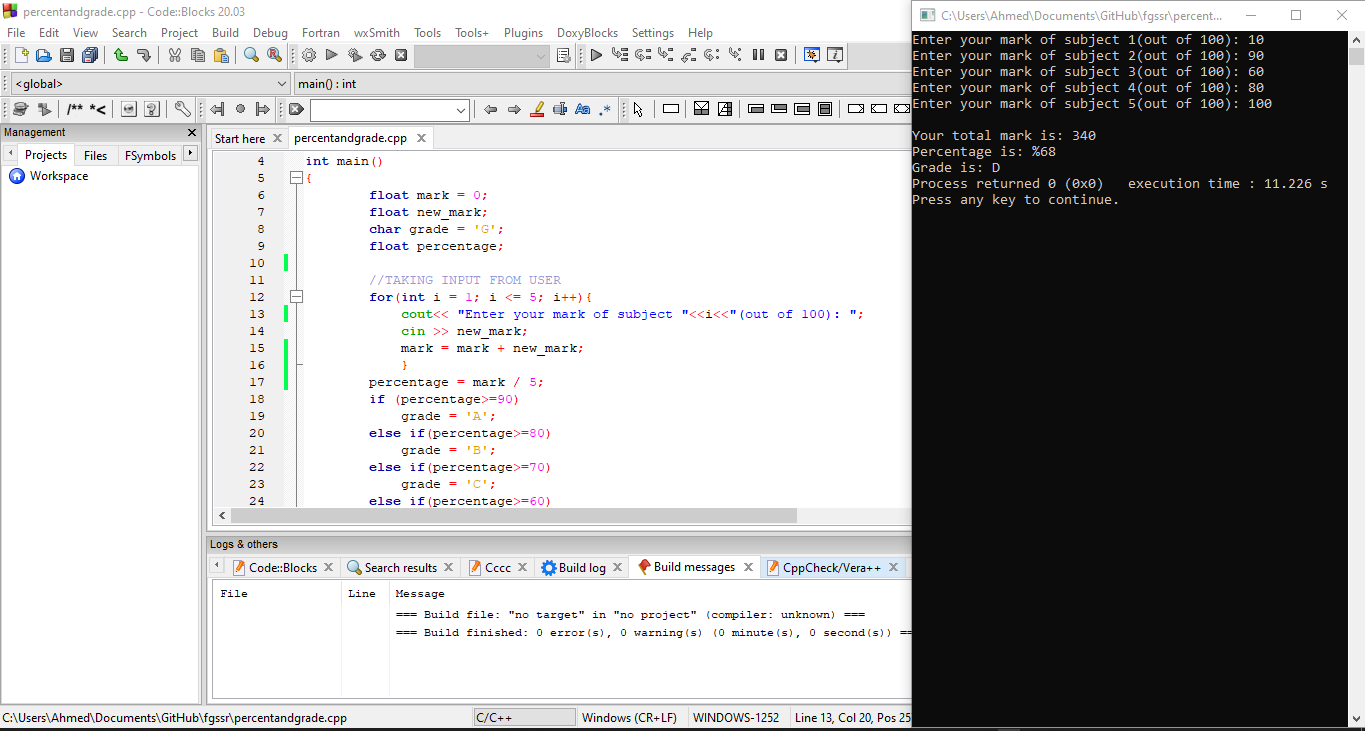 percentandgrade.cpp - Code::Blocks 20.03
File Edit View Search Project Build Debug Fortran wxSmith Tools Tools+ Plugins DoxyBlocks Settings Help
<global> main() : int
/** *<
Aa .*
Management
Projects Files FSymbols
Workspace
Start here percentandgrade.cpp
4 int main()
5 {
6 float mark = 0;
7 float new_mark;
8 char grade = 'G';
9 float percentage;
10
11 //TAKING INPUT FROM USER
12 for(int i = 1; i <= 5; i++){
13 cout<< "Enter your mark of subject "<<i<<"(out of 100): ";
14 cin >> new_mark;
15 mark = mark + new_mark;
16 }
17 percentage = mark / 5;
18 if (percentage>=90)
19 grade = 'A';
20 else if(percentage>=80)
21 grade = 'B';
22 else if(percentage>=70)
23 grade = 'C';
24 else if(percentage>=60)
Logs & others
Code::Blocks Search results Cccc Build log Build messages CppCheck/Vera++
File Line Message
=== Build file: "no target" in "no project" (compiler: unknown) ===
=== Build finished: 0 error(s), 0 warning(s) (0 minute(s), 0 second(s)) ==
C:\Users\Ahmed\Documents\GitHub\fgssr\percentandgrade.cpp C/C++ Windows (CR+LF) WINDOWS-1252 Line 13, Col 20, Pos 25
C:\Users\Ahmed\Documents\GitHub\fgssr\percent...
Enter your mark of subject 1(out of 100): 10
Enter your mark of subject 2(out of 100): 90
Enter your mark of subject 3(out of 100): 60
Enter your mark of subject 4(out of 100): 80
Enter your mark of subject 5(out of 100): 100
Your total mark is: 340
Percentage is: %68
Grade is: D
Process returned 0 (0x0) execution time : 11.226 s
Press any key to continue.